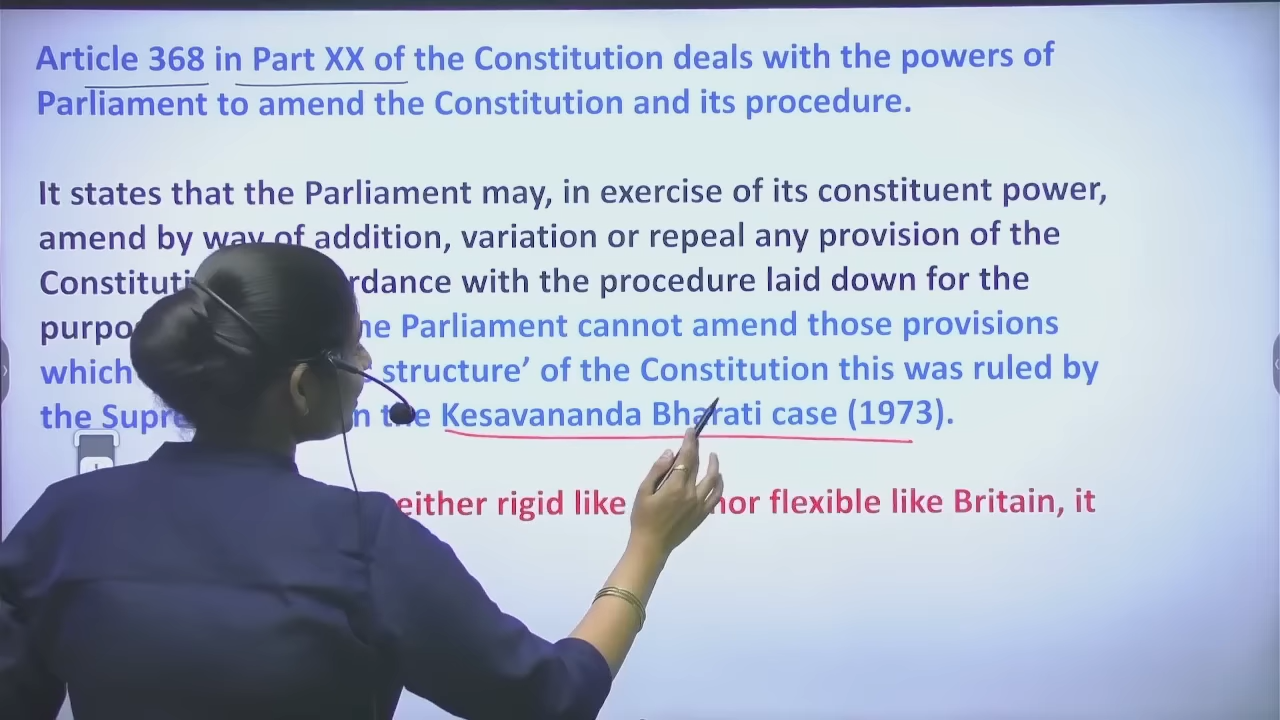 Article 368 in Part XX of the Constitution deals with the powers of
Parliament to amend the Constitution and its procedure.
It states that the Parliament may, in exercise of its constituent power,
amend by way of addition, variation or repeal any provision of the
Constituti rdance with the procedure laid down for the
purpo ne Parliament cannot amend those provisions
which structure’ of the Constitution this was ruled by
the Supre n the Kesavananda Bharati case (1973).
either rigid like nor flexible like Britain, it